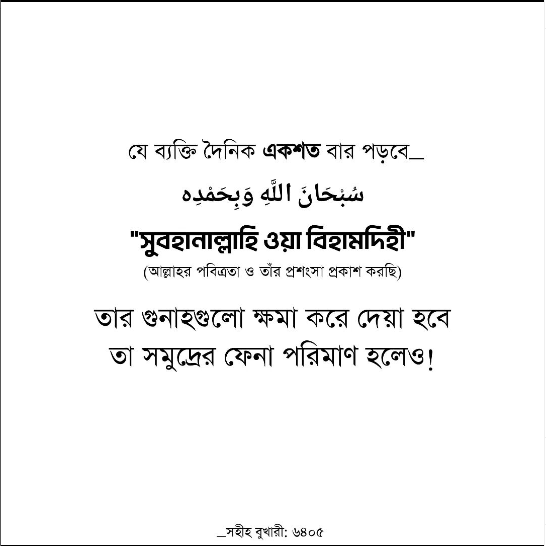 যে ব্যক্তি দৈনিক একশত বার পড়বে_
سُبْحَانَ اللَّهِ وَبِحَمْدِه
"সুবহানাল্লাহি ওয়া বিহামদিহী"
(আল্লাহর পবিত্রতা ও তাঁর প্রশংসা প্রকাশ করছি)
তার গুনাহগুলো ক্ষমা করে দেয়া হবে
তা সমুদ্রের ফেনা পরিমাণ হলেও!
_সহীহ বুখারী: ৬৪০৫